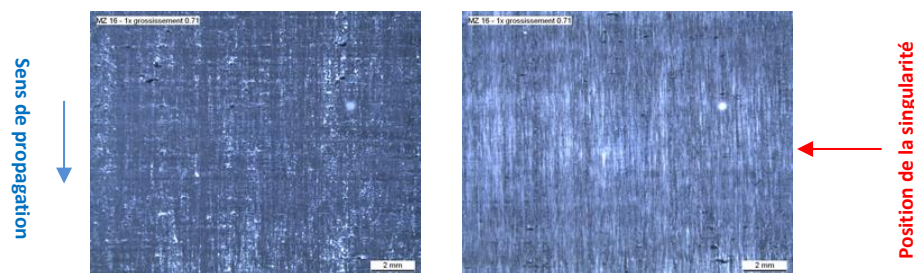 Sens de propagation
MZ 16 - 1x grossissement 0.71
2 mm
MZ 16 - 1x grossissement 0.71
2 mm
Position de la singularité